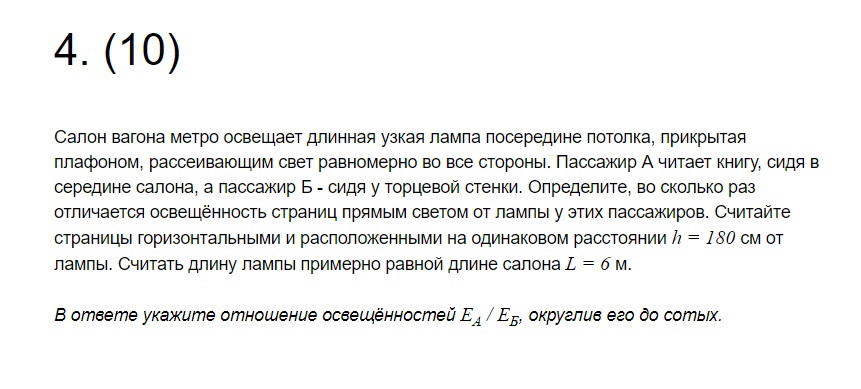 4. (10)
Салон вагона метро освещает длинная узкая лампа посередине потолка, прикрытая
плафоном, рассеивающим свет равномерно во все стороны. Пассажир А читает книгу, сидя в
середине салона, а пассажир Б - сидя у торцевой стенки. Определите, во сколько раз
отличается освещённость страниц прямым светом от лампы у этих пассажиров. Считайте
страницы горизонтальными и расположенными на одинаковом расстоянии h = 180 см от
лампы. Считать длину лампы примерно равной длине салона L = 6 м.
В ответе укажите отношение освещённостей E_A / E_Б, округлив его до сотых.